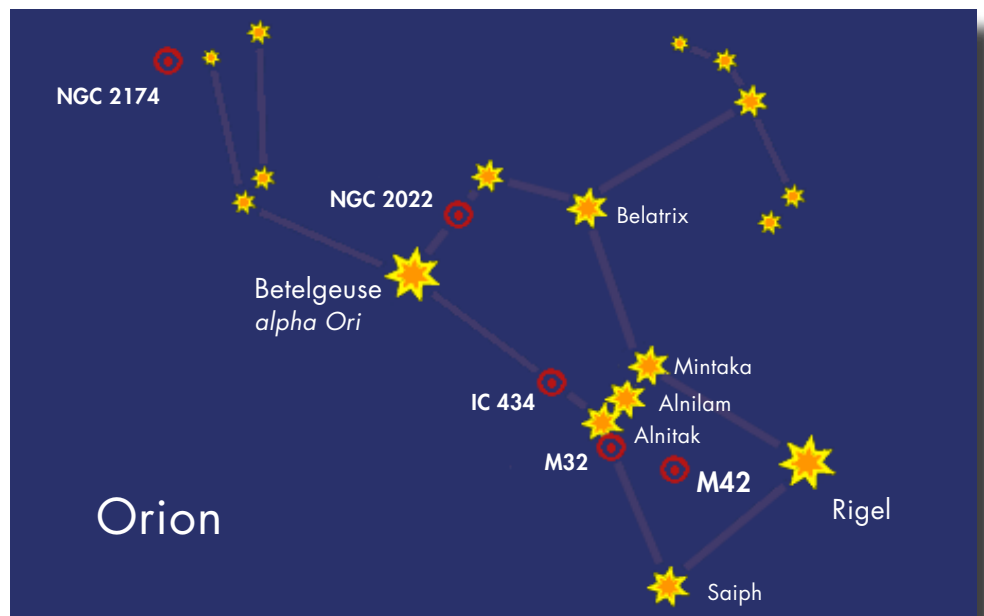 NGC 2174
NGC 2022
Belatrix
Betelgeuse
alpha Ori
Mintaka
IC 434
Alnilam
Alnitak
M32
M42
Orion
Rigel
Saiph